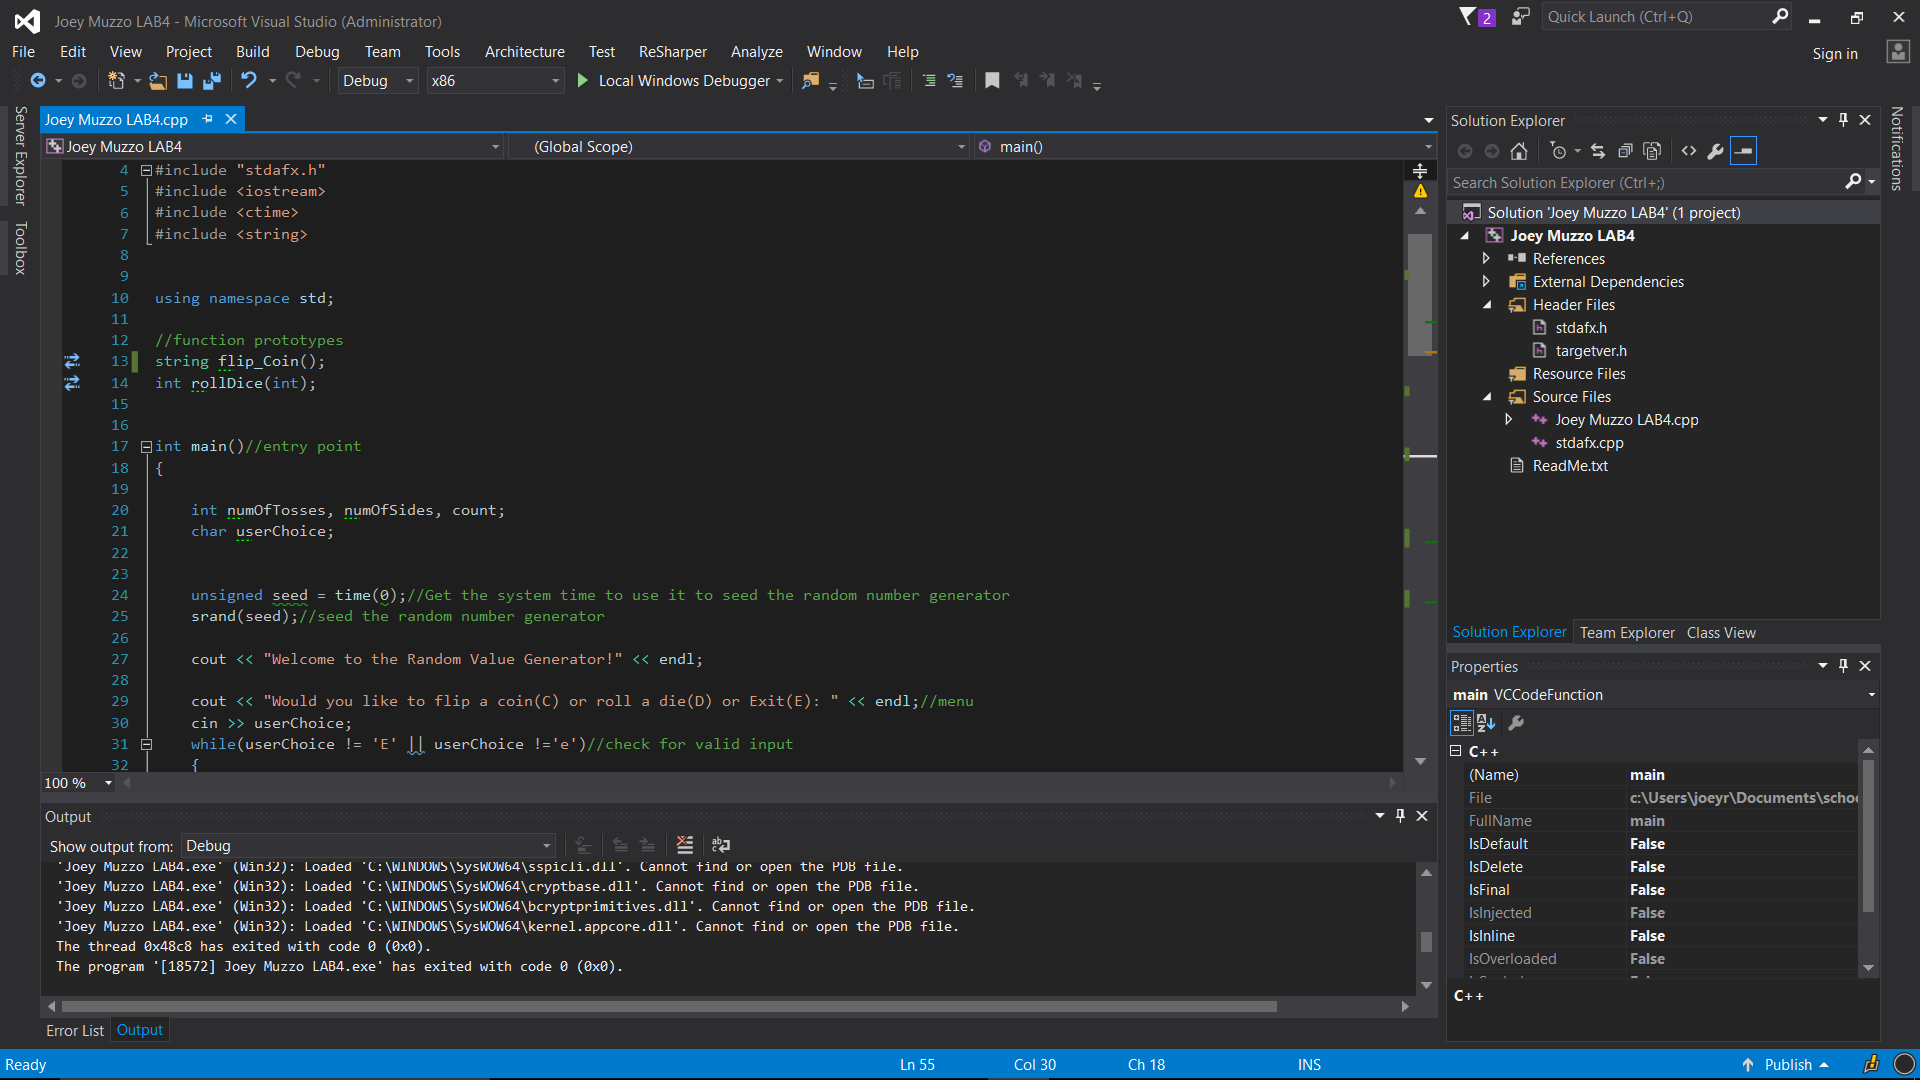 Joey Muzzo LAB4 - Microsoft Visual Studio (Administrator)
2
Quick Launch (Ctrl+Q)
File Edit View Project Build Debug Team Tools Architecture Test ReSharper Analyze Window Help
Sign in
Debug x86 Local Windows Debugger
Server Explorer
Toolbox
Joey Muzzo LAB4.cpp
Joey Muzzo LAB4 (Global Scope) main()
4 #include "stdafx.h"
5 #include <iostream>
6 #include <ctime>
7 #include <string>
8
9
10 using namespace std;
11
12 //function prototypes
13 string flip_Coin();
14 int rollDice(int);
15
16
17 int main()//entry point
18 {
19
20 int numOfTosses, numOfSides, count;
21 char userChoice;
22
23
24 unsigned seed = time(0);//Get the system time to use it to seed the random number generator
25 srand(seed);//seed the random number generator
26
27 cout << "Welcome to the Random Value Generator!" << endl;
28
29 cout << "Would you like to flip a coin(C) or roll a die(D) or Exit(E): " << endl;//menu
30 cin >> userChoice;
31 while(userChoice != 'E' || userChoice !='e')//check for valid input
32 {
100 %
Output
Show output from: Debug
'Joey Muzzo LAB4.exe' (Win32): Loaded 'C:\WINDOWS\SysWOW64\sspicli.dll'. Cannot find or open the PDB file.
'Joey Muzzo LAB4.exe' (Win32): Loaded 'C:\WINDOWS\SysWOW64\cryptbase.dll'. Cannot find or open the PDB file.
'Joey Muzzo LAB4.exe' (Win32): Loaded 'C:\WINDOWS\SysWOW64\bcryptprimitives.dll'. Cannot find or open the PDB file.
'Joey Muzzo LAB4.exe' (Win32): Loaded 'C:\WINDOWS\SysWOW64\kernel.appcore.dll'. Cannot find or open the PDB file.
The thread 0x48c8 has exited with code 0 (0x0).
The program '[18572] Joey Muzzo LAB4.exe' has exited with code 0 (0x0).
Error List Output
Solution Explorer
Search Solution Explorer (Ctrl+;)
Solution 'Joey Muzzo LAB4' (1 project)
Joey Muzzo LAB4
References
External Dependencies
Header Files
stdafx.h
targetver.h
Resource Files
Source Files
Joey Muzzo LAB4.cpp
stdafx.cpp
ReadMe.txt
Solution Explorer Team Explorer Class View
Notifications
Properties
main VCCodeFunction
C++
(Name) main
File c:\Users\joeyr\Documents\schoo
FullName main
IsDefault False
IsDelete False
IsFinal False
IsInjected False
IsInline False
IsOverloaded False
C++
Ready Ln 55 Col 30 Ch 18 INS Publish